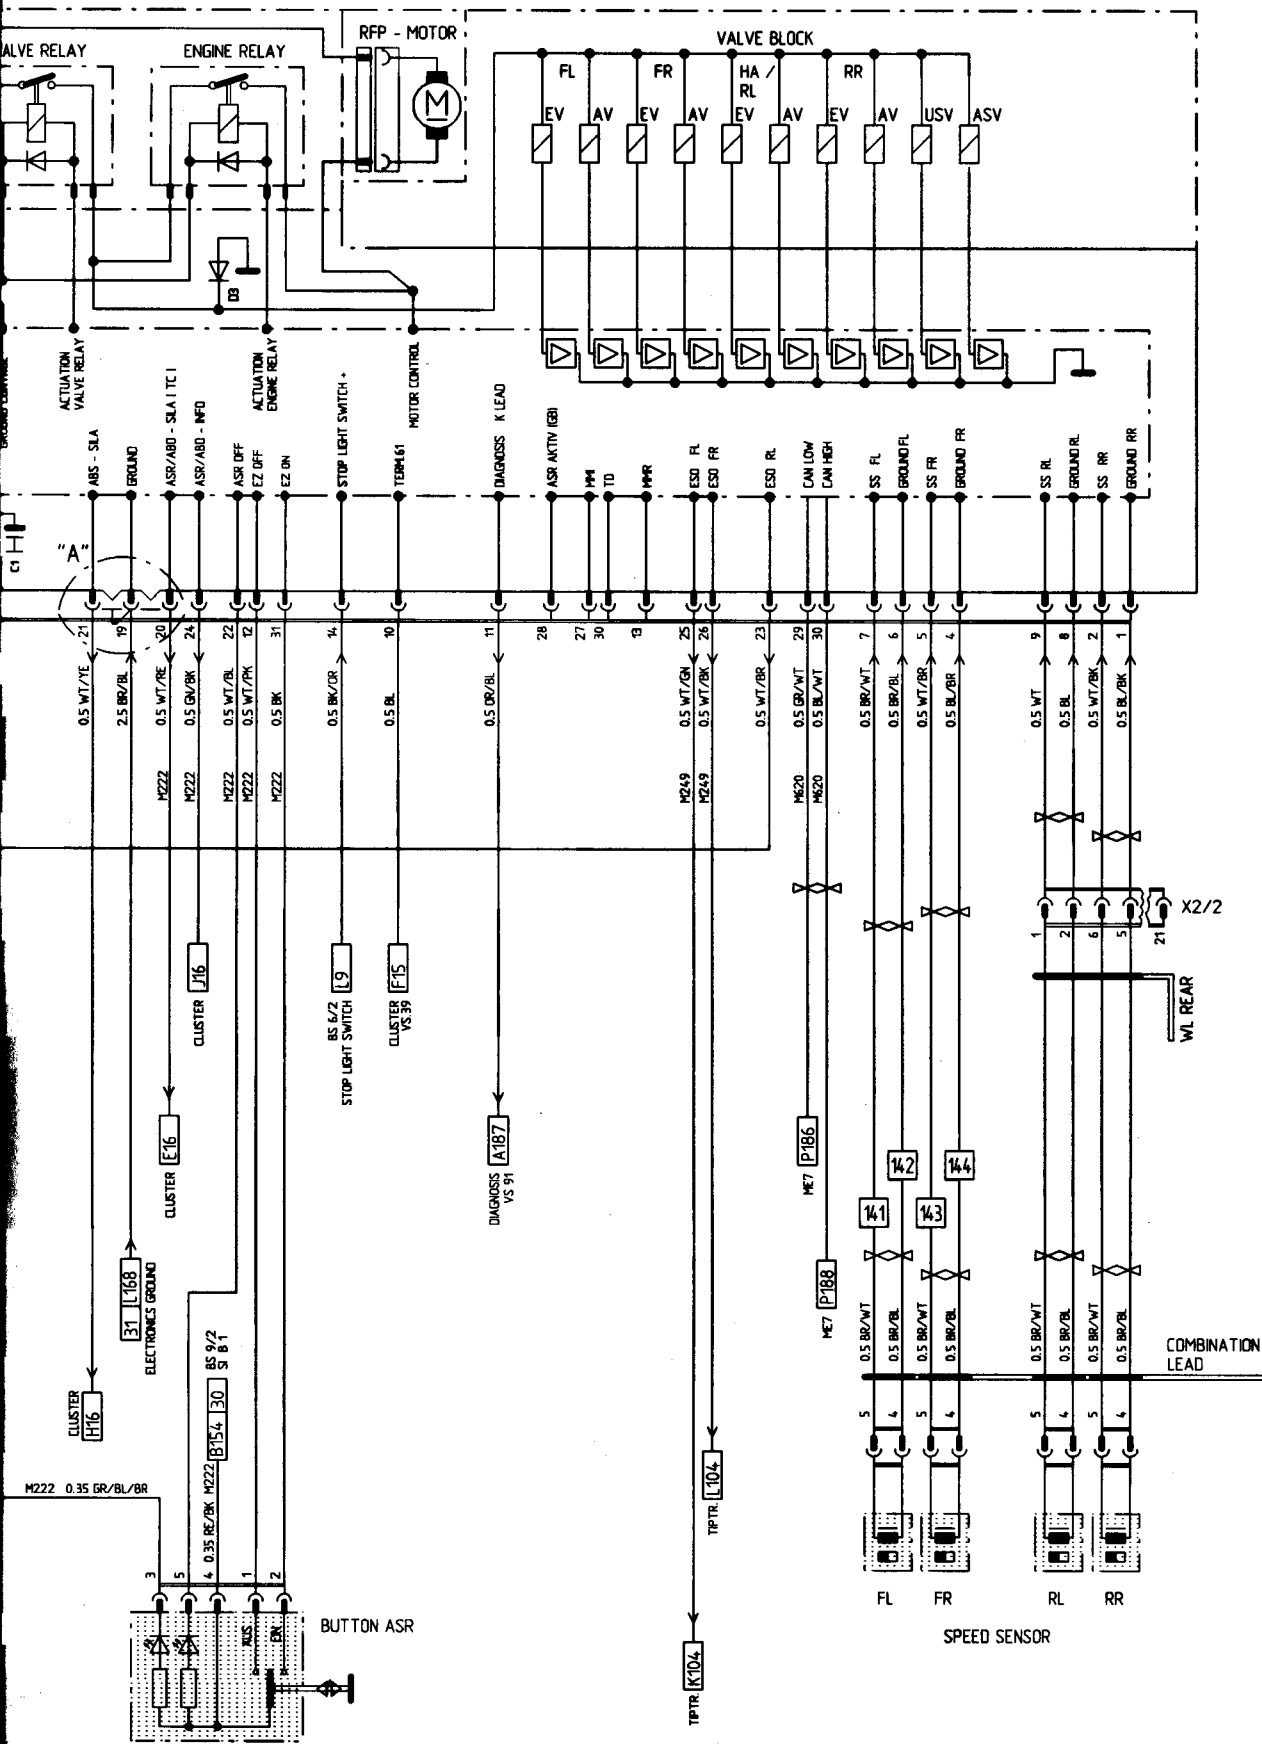 ALVE RELAY
ENGINE RELAY
RFP - MOTOR
VALVE BLOCK
FL
FR
HA /
RL
RR
EV
AV
EV
AV
EV
AV
EV
AV
USV
ASV
M
D3
ACTUATION
VALVE RELAY
ACTUATION
ENGINE RELAY
MOTOR CONTROL
ABS - SILA
GROUND
ASR/ABD - SILA ( TC )
ASR/ABD - INFO
ASR OFF
EZ OFF
EZ ON
STOP LIGHT SWITCH +
TERM.61
DIAGNOSIS K LEAD
ASR AKTIV (GB)
MMI
TD
MMR
ESO FL
ESO FR
ESO RL
CAN LOW
CAN HIGH
SS FL
GROUND FL
SS FR
GROUND FR
SS RL
GROUND RL
SS RR
GROUND RR
C1
"A"
21
19
20
24
22
12
31
14
10
11
28
27
30
13
25
26
23
29
30
7
6
5
4
9
8
2
1
0.5 WT/YE
2.5 BR/BL
0.5 WT/RE
0.5 GN/BK
0.5 WT/BL
0.5 WT/PK
0.5 BK
0.5 BK/OR
0.5 BL
0.5 OR/BL
0.5 WT/GN
0.5 WT/BK
0.5 WT/BR
0.5 GR/WT
0.5 BL/WT
0.5 BR/WT
0.5 BR/BL
0.5 WT/BR
0.5 BL/BR
0.5 WT
0.5 BL
0.5 WT/BK
0.5 BL/BK
M222
M222
M222
M222
M222
M249
M249
M620
M620
1
2
6
5
21
X2/2
WL REAR
J16
CLUSTER
L9
BS 6/2
STOP LIGHT SWITCH
F15
CLUSTER
VS.39
E16
CLUSTER
A187
DIAGNOSIS
VS 91
P186
ME7
P188
ME7
142
144
141
143
31 L168
ELECTRONICS GROUND
CLUSTER
H16
B154 30
BS 9/2
SI B 1
0.5 BR/WT
0.5 BR/BL
0.5 BR/WT
0.5 BR/BL
0.5 BR/WT
0.5 BR/BL
0.5 BR/WT
0.5 BR/BL
COMBINATION
LEAD
5
4
5
4
5
4
5
4
L104
TIPTR.
K104
TIPTR.
M222 0.35 GR/BL/BR
0.35 RE/BK M222
3
5
4
1
2
AUS
EIN
BUTTON ASR
FL
FR
RL
RR
SPEED SENSOR